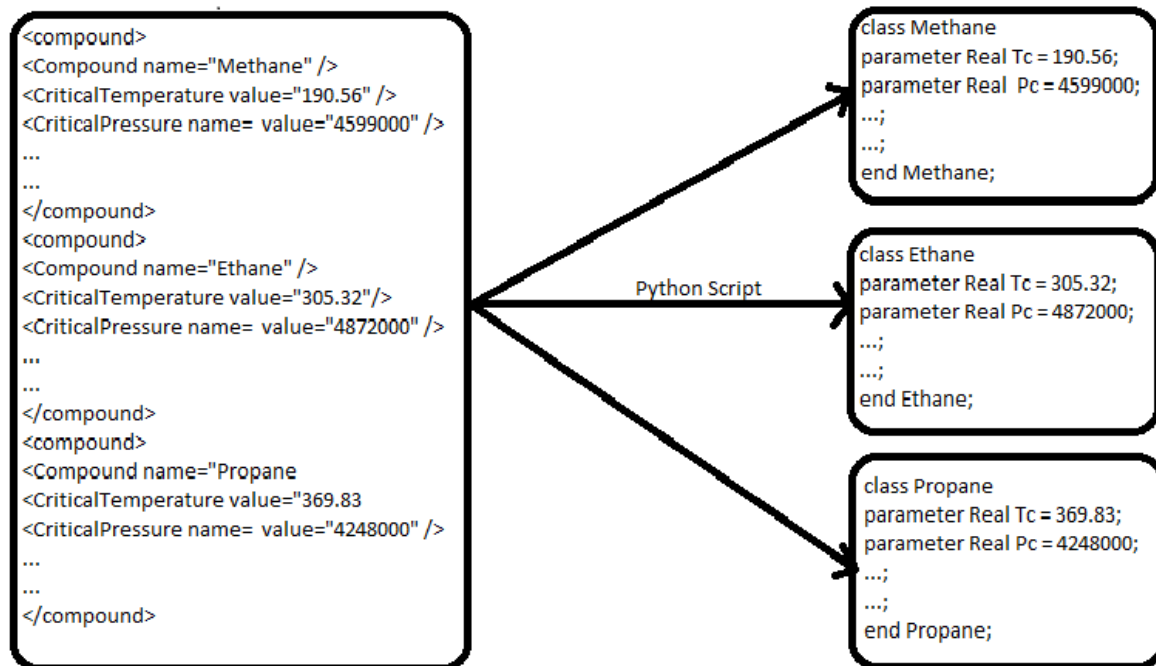 <compound>
<Compound name="Methane" />
<CriticalTemperature value="190.56" />
<CriticalPressure name= value="4599000" />
...
...
</compound>
<compound>
<Compound name="Ethane" />
<CriticalTemperature value="305.32"/>
<CriticalPressure name= value="4872000" />
...
...
</compound>
<compound>
<Compound name="Propane
<CriticalTemperature value="369.83
<CriticalPressure name= value="4248000" />
...
...
</compound>
Python Script
class Methane
parameter Real Tc = 190.56;
parameter Real Pc = 4599000;
...;
...;
end Methane;
class Ethane
parameter Real Tc = 305.32;
parameter Real Pc = 4872000;
...;
...;
end Ethane;
class Propane
parameter Real Tc = 369.83;
parameter Real Pc = 4248000;
...;
...;
end Propane;